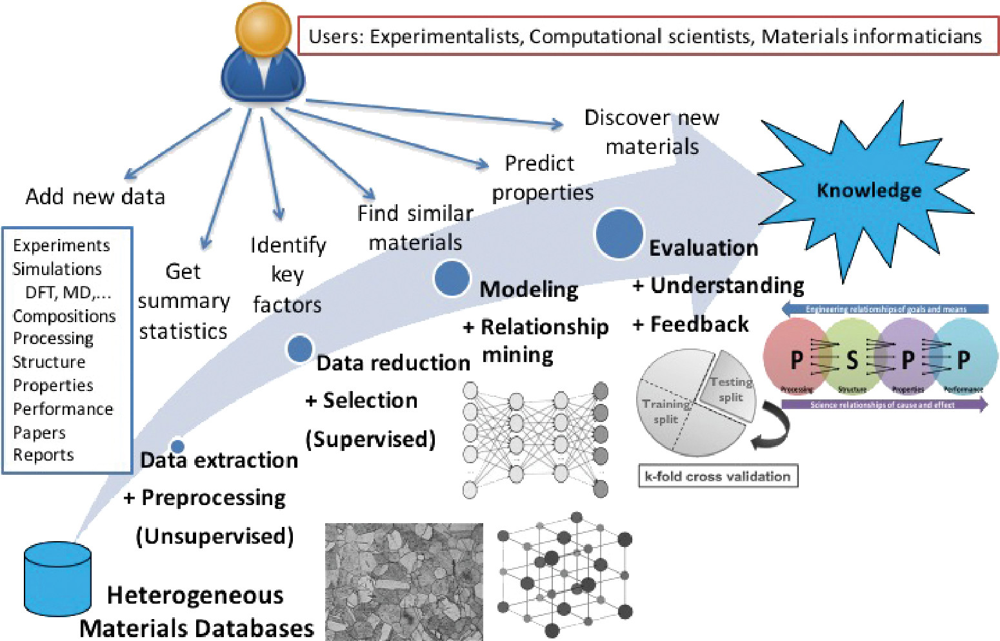 Users: Experimentalists, Computational scientists, Materials informaticians
Discover new
materials
Predict
properties
Knowledge
Add new data
Find similar
materials
Identify
key
factors
Get
summary
statistics
Experiments
Simulations
DFT, MD,...
Compositions
Processing
Structure
Properties
Performance
Papers
Reports
Evaluation
+ Understanding
+ Feedback
Modeling
+ Relationship
mining
Data reduction
+ Selection
(Supervised)
Data extraction
+ Preprocessing
(Unsupervised)
Heterogeneous
Materials Databases
Engineering relationships of goals and means
P S P P
Processing Structure Properties Performance
Science relationships of cause and effect
Testing
split
Training
split
k-fold cross validation